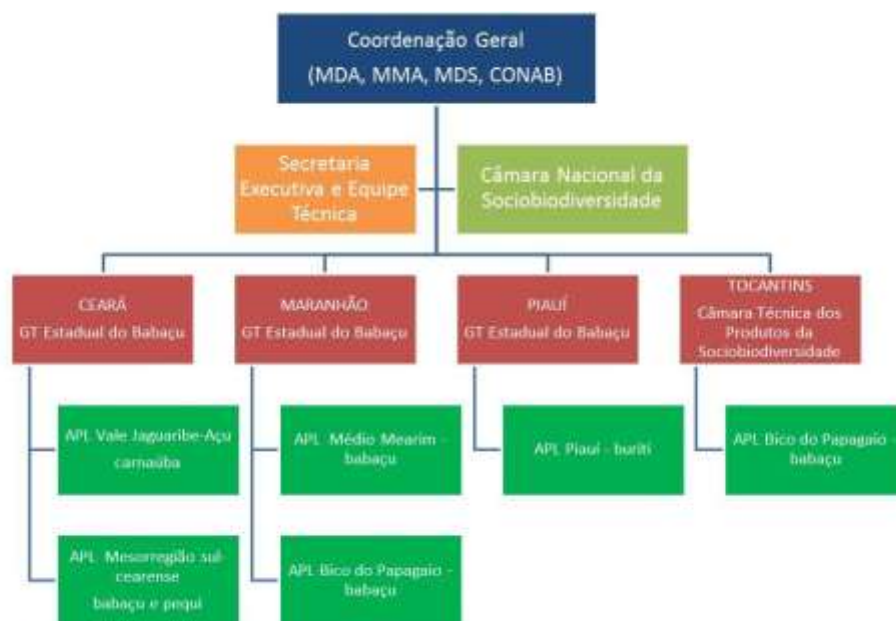 Coordenação Geral
(MDA, MMA, MDS, CONAB)
Secretaria
Executiva e Equipe
Técnica
Câmara Nacional da
Sociobiodiversidade
CEARÁ
GT Estadual do Babaçu
MARANHÃO
GT Estadual do Babaçu
PIAUÍ
GT Estadual do Babaçu
TOCANTINS
Câmara Técnica dos
Produtos da
Sociobiodiversidade
APL Vale Jaguaribe-Açu
carnaúba
APL Médio Mearim -
babaçu
APL Piauí - buriti
APL Bico do Papagaio -
babaçu
APL Mesorregião sul-
cearense
babaçu e pequi
APL Bico do Papagaio -
babaçu